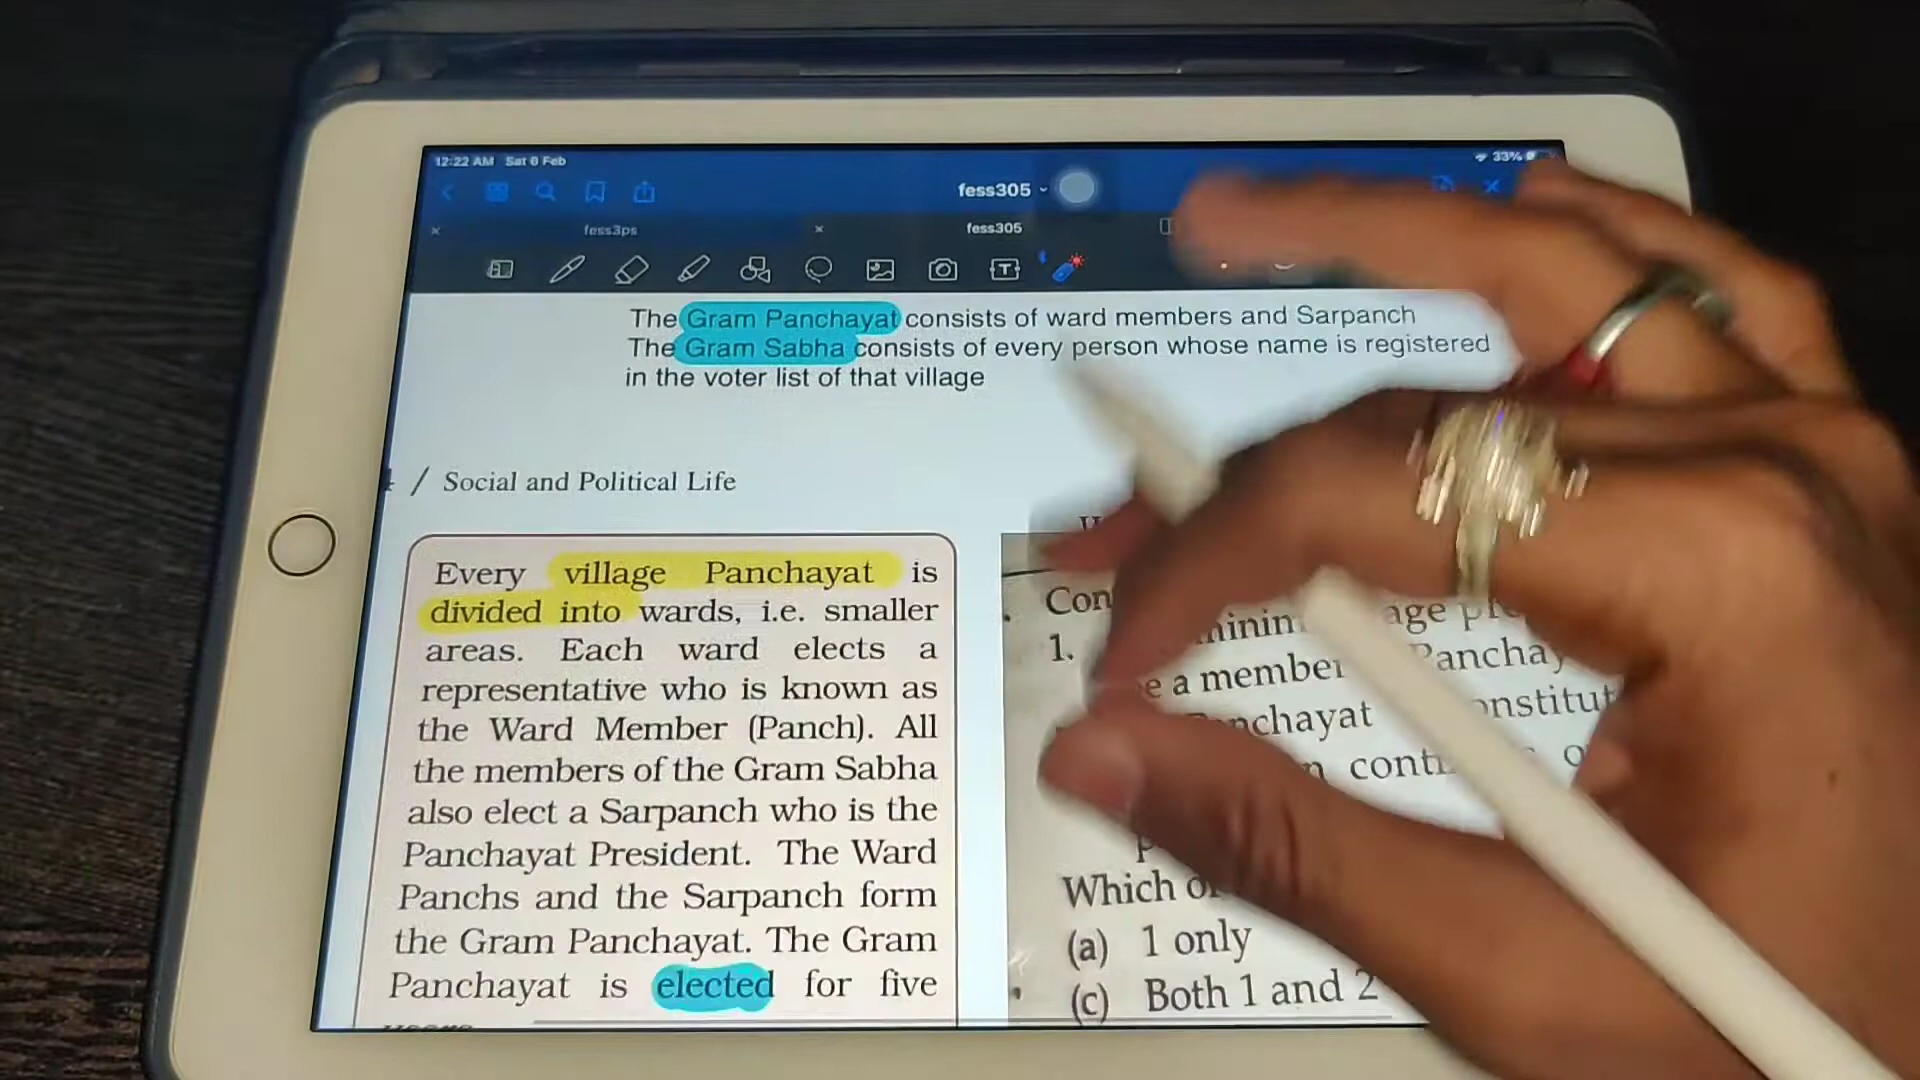 12:22 AM Sat 6 Feb
33%
fess305
fess3ps
fess305
The Gram Panchayat consists of ward members and Sarpanch
The Gram Sabha consists of every person whose name is registered
in the voter list of that village
/ Social and Political Life
Every village Panchayat is
divided into wards, i.e. smaller
areas. Each ward elects a
representative who is known as
the Ward Member (Panch). All
the members of the Gram Sabha
also elect a Sarpanch who is the
Panchayat President. The Ward
Panchs and the Sarpanch form
the Gram Panchayat. The Gram
Panchayat is elected for five
Con
1. age
a member Panchay
nchayat onstitut
Which
(a) 1 only
(c) Both 1 and 2